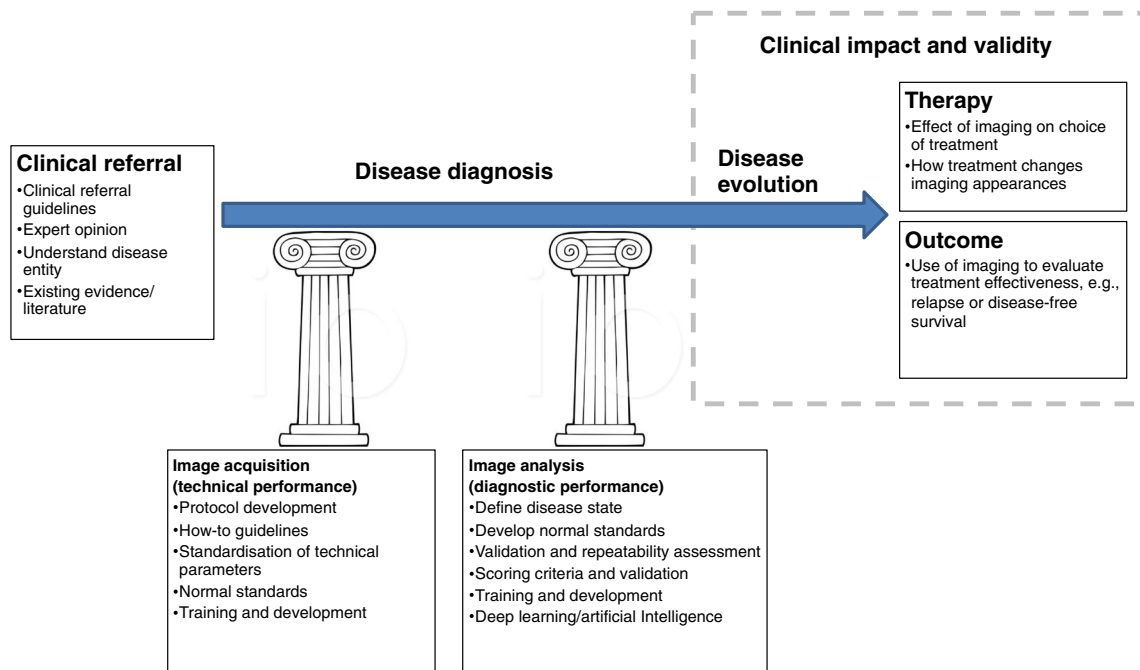 Clinical impact and validity
Clinical referral
•Clinical referral
guidelines
•Expert opinion
•Understand disease
entity
•Existing evidence/
literature
Disease diagnosis
Disease
evolution
Therapy
•Effect of imaging on choice
of treatment
•How treatment changes
imaging appearances
Outcome
•Use of imaging to evaluate
treatment effectiveness, e.g.,
relapse or disease-free
survival
Image acquisition
(technical performance)
•Protocol development
•How-to guidelines
•Standardisation of technical
parameters
•Normal standards
•Training and development
Image analysis
(diagnostic performance)
•Define disease state
•Develop normal standards
•Validation and repeatability assessment
•Scoring criteria and validation
•Training and development
•Deep learning/artificial Intelligence